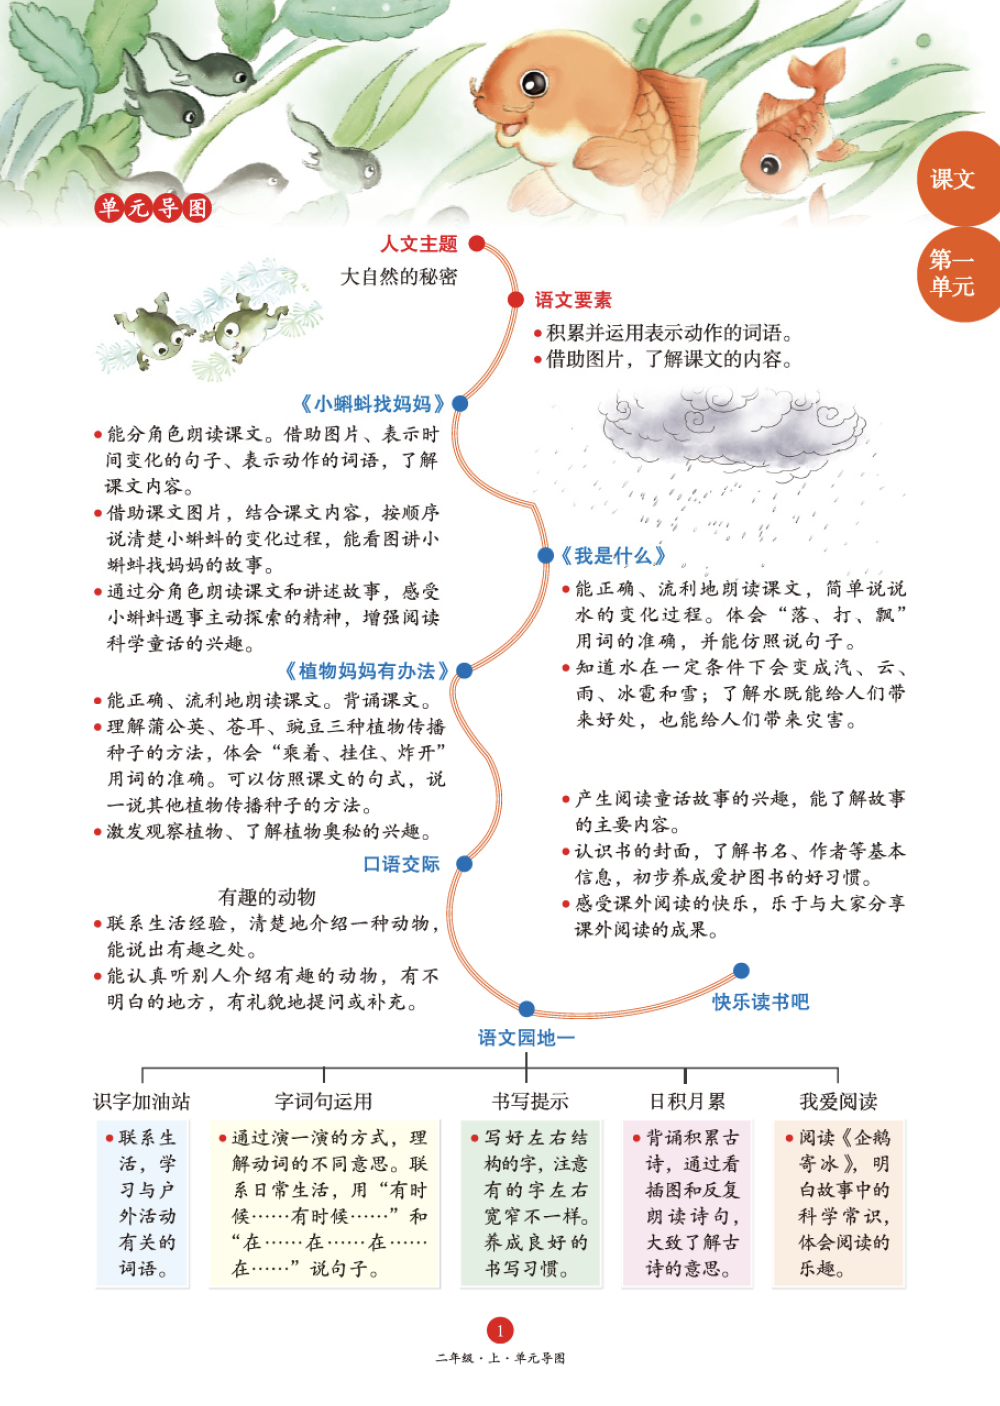 课文
第一
单元
单元导图
人文主题
大自然的秘密
语文要素
●积累并运用表示动作的词语。
●借助图片，了解课文的内容。
《小蝌蚪找妈妈》
●能分角色朗读课文。借助图片、表示时
间变化的句子、表示动作的词语，了解
课文内容。
●借助课文图片，结合课文内容，按顺序
说清楚小蝌蚪的变化过程，能看图讲小
蝌蚪找妈妈的故事。
●通过分角色朗读课文和讲述故事，感受
小蝌蚪遇事主动探索的精神，增强阅读
科学童话的兴趣。
《我是什么》
●能正确、流利地朗读课文，简单说说
水的变化过程。体会“落、打、飘”
用词的准确，并能仿照说句子。
●知道水在一定条件下会变成汽、云、
雨、冰雹和雪；了解水既能给人们带
来好处，也能给人们带来灾害。
《植物妈妈有办法》
●能正确、流利地朗读课文。背诵课文。
●理解蒲公英、苍耳、豌豆三种植物传播
种子的方法，体会“乘着、挂住、炸开”
用词的准确。可以仿照课文的句式，说
一说其他植物传播种子的方法。
●激发观察植物、了解植物奥秘的兴趣。
口语交际
有趣的动物
●联系生活经验，清楚地介绍一种动物，
能说出有趣之处。
●能认真听别人介绍有趣的动物，有不
明白的地方，有礼貌地提问或补充。
●产生阅读童话故事的兴趣，能了解故事
的主要内容。
●认识书的封面，了解书名、作者等基本
信息，初步养成爱护图书的好习惯。
●感受课外阅读的快乐，乐于与大家分享
课外阅读的成果。
快乐读书吧
语文园地一
识字加油站
●联系生
活，学
习与户
外活动
有关的
词语。
字词句运用
●通过演一演的方式，理
解动词的不同意思。联
系日常生活，用“有时
候……有时候……”和
“在……在……在……
在……”说句子。
书写提示
●写好左右结
构的字，注意
有的字左右
宽窄不一样。
养成良好的
书写习惯。
日积月累
●背诵积累古
诗，通过看
插图和反复
朗读诗句，
大致了解古
诗的意思。
我爱阅读
●阅读《企鹅
寄冰》，明
白故事中的
科学常识，
体会阅读的
乐趣。
1
二年级·上·单元导图